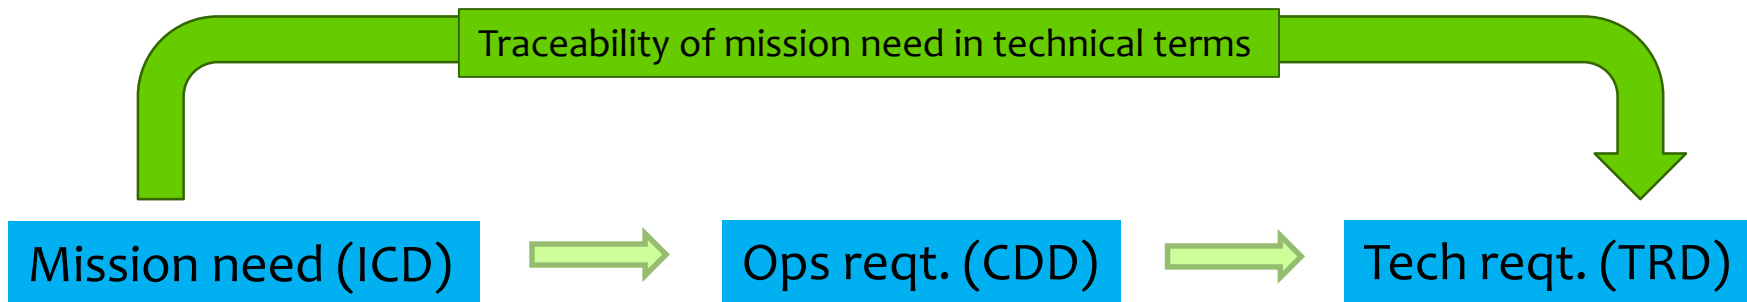 Traceability of mission need in technical terms
Mission need (ICD)
Ops reqt. (CDD)
Tech reqt. (TRD)